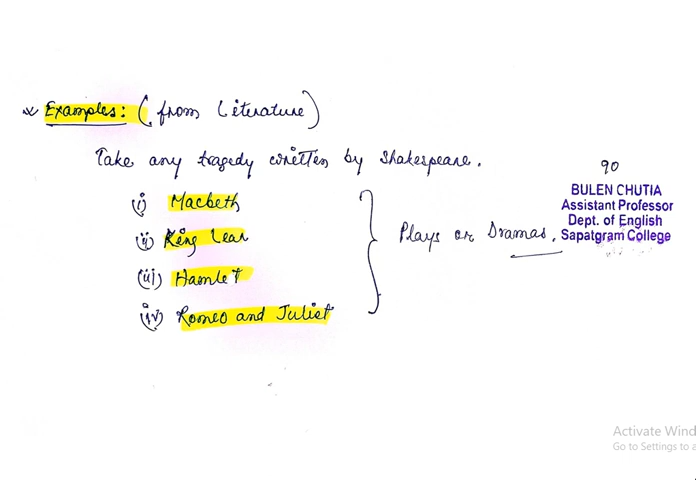 * Examples: (from Literature)
Take any tragedy written by Shakespeare.
(i) Macbeth
(ii) King Lear
(iii) Hamlet
(iv) Romeo and Juliet
Plays or Dramas.
90
BULEN CHUTIA
Assistant Professor
Dept. of English
Sapatgram College
Activate Wind
Go to Settings to a